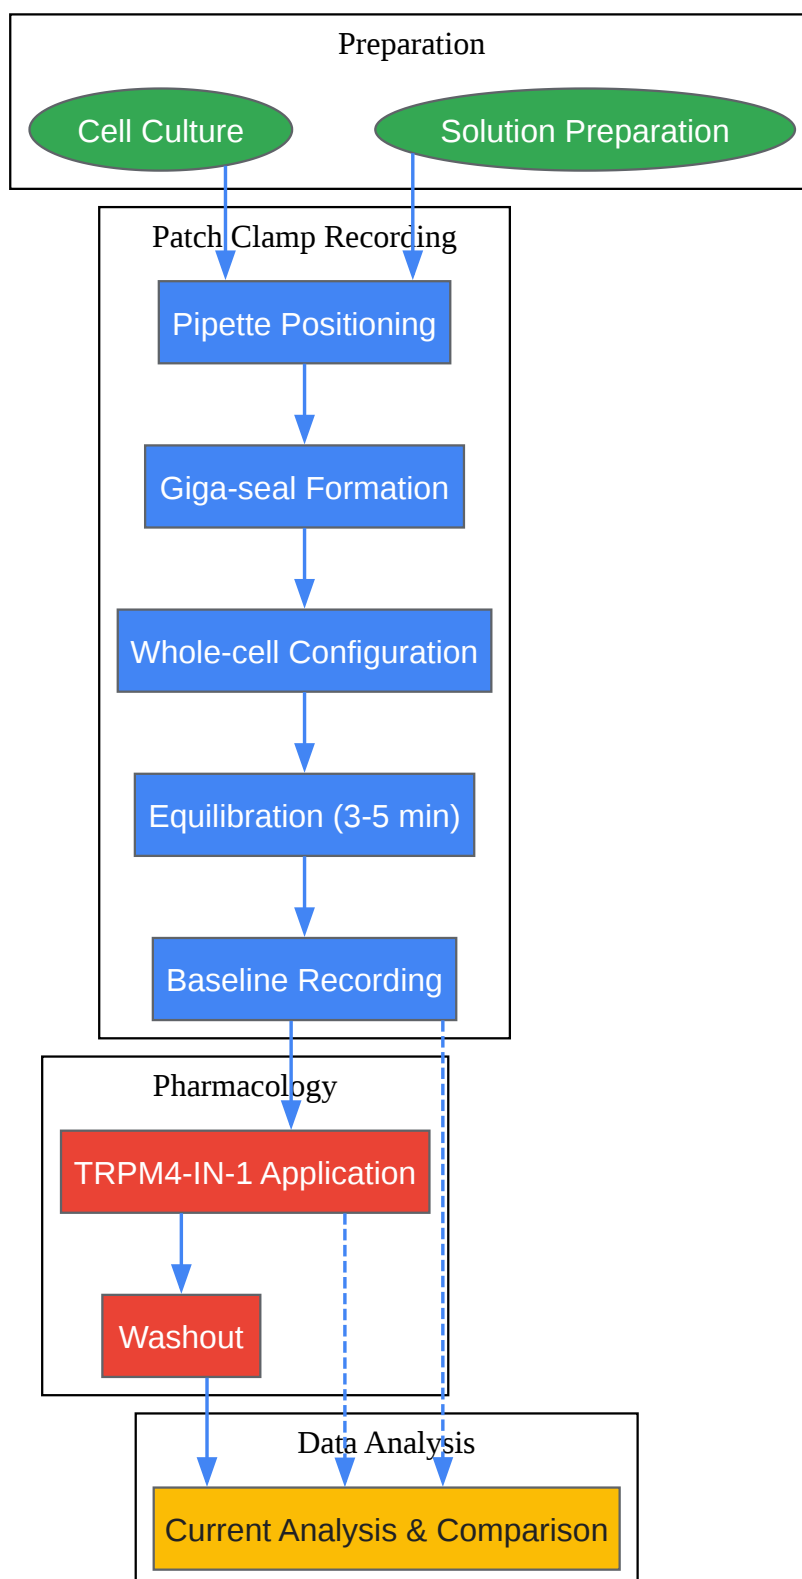 Preparation
Cell Culture
Solution Preparation
Patch Clamp Recording
Pipette Positioning
Giga-seal Formation
Whole-cell Configuration
Equilibration (3-5 min)
Baseline Recording
Pharmacology
TRPM4-IN-1 Application
Washout
Data Analysis
Current Analysis & Comparison